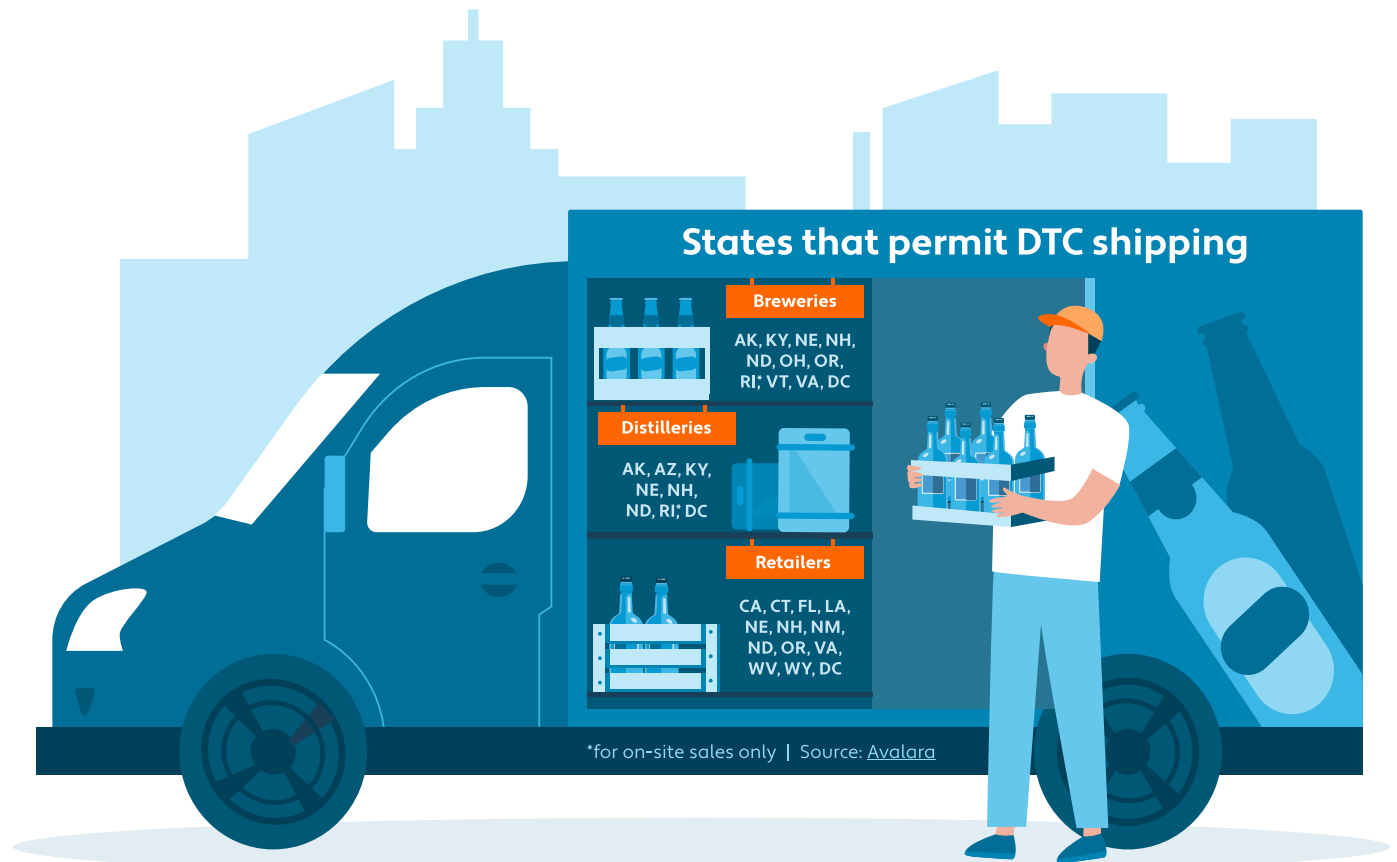 States that permit DTC shipping
Breweries
AK, KY, NE, NH,
ND, OH, OR,
RI,* VT, VA, DC
Distilleries
AK, AZ, KY,
NE, NH,
ND, RI,* DC
Retailers
CA, CT, FL, LA,
NE, NH, NM,
ND, OR, VA,
WV, WY, DC
*for on-site sales only | Source: Avalara